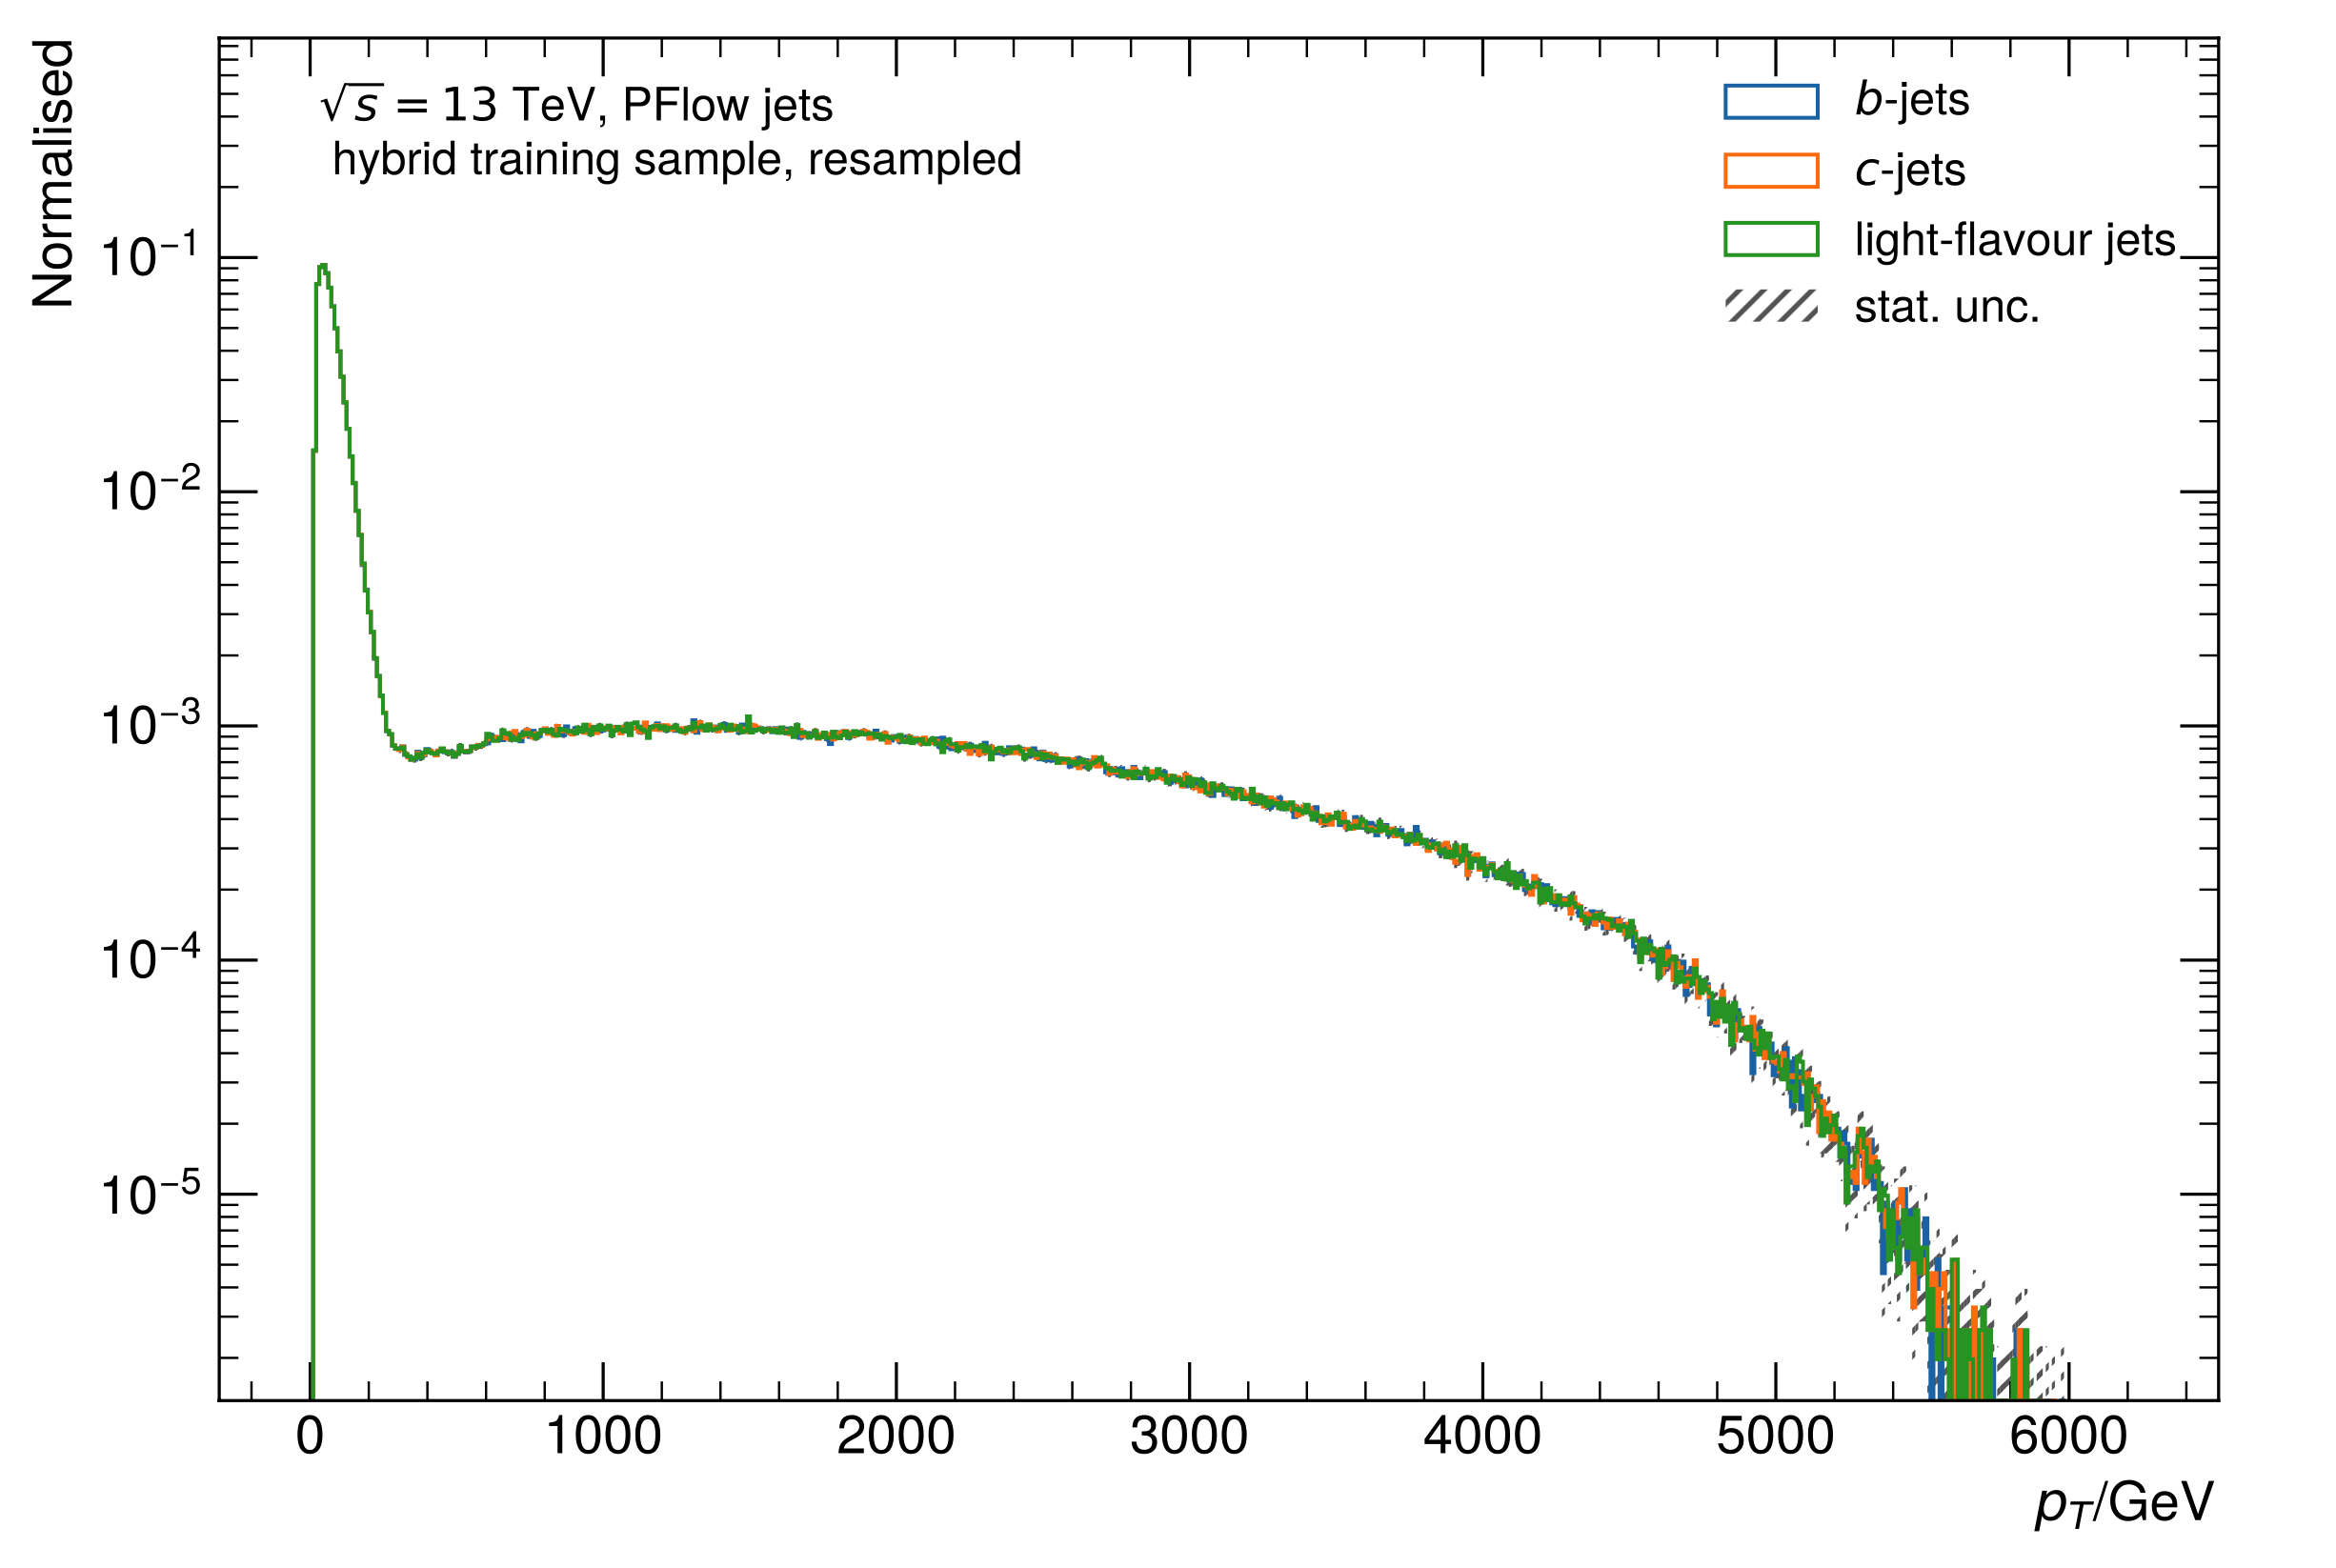 Normalised
√s = 13 TeV, PFlow jets
hybrid training sample, resampled
b-jets
c-jets
light-flavour jets
stat. unc.
10⁻¹
10⁻²
10⁻³
10⁻⁴
10⁻⁵
0 1000 2000 3000 4000 5000 6000
p_T/GeV